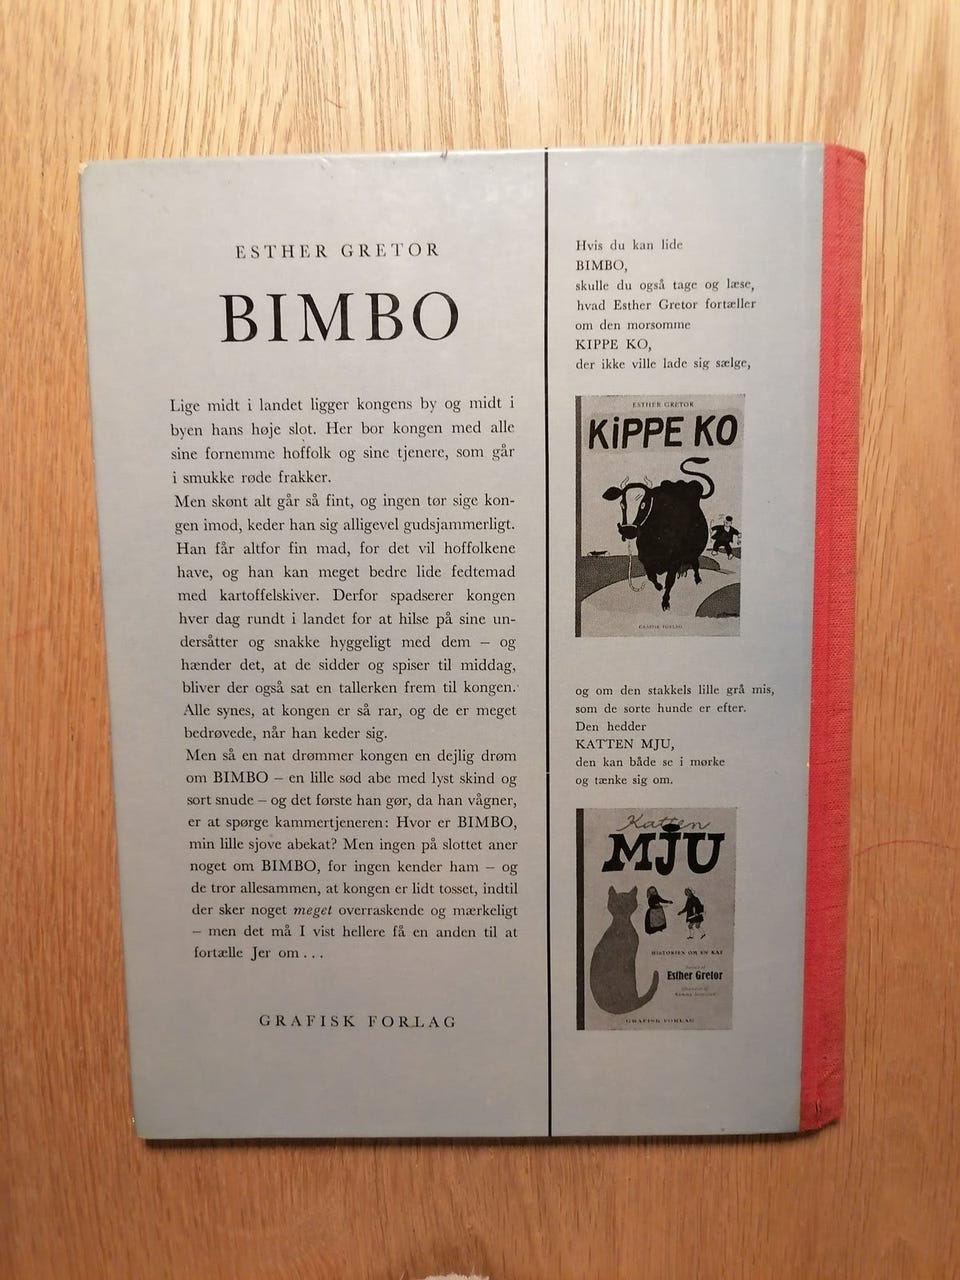 ESTHER GRETOR
BIMBO
Lige midt i landet ligger kongens by og midt i
byen hans høje slot. Her bor kongen med alle
sine fornemme hoffolk og sine tjenere, som går
i smukke røde frakker.
Men skønt alt går så fint, og ingen tør sige kon-
gen imod, keder han sig alligevel gudsjammerligt.
Han får altfor fin mad, for det vil hoffolkene
have, og han kan meget bedre lide fedtemad
med kartoffelskiver. Derfor spadserer kongen
hver dag rundt i landet for at hilse på sine un-
dersåtter og snakke hyggeligt med dem – og
hænder det, at de sidder og spiser til middag,
bliver der også sat en tallerken frem til kongen.
Alle synes, at kongen er så rar, og de er meget
bedrøvede, når han keder sig.
Men så en nat drømmer kongen en dejlig drøm
om BIMBO – en lille sød abe med lyst skind og
sort snude – og det første han gør, da han vågner,
er at spørge kammertjeneren: Hvor er BIMBO,
min lille sjove abekat? Men ingen på slottet aner
noget om BIMBO, for ingen kender ham – og
de tror allesammen, at kongen er lidt tosset, indtil
der sker noget meget overraskende og mærkeligt
– men det må I vist hellere få en anden til at
fortælle Jer om . . .
GRAFISK FORLAG
Hvis du kan lide
BIMBO,
skulle du også tage og læse,
hvad Esther Gretor fortæller
om den morsomme
KIPPE KO,
der ikke ville lade sig sælge,
ESTHER GRETOR
KiPPE KO
GRAFISK FORLAG
og om den stakkels lille grå mis,
som de sorte hunde er efter.
Den hedder
KATTEN MJU,
den kan både se i mørke
og tænke sig om.
Katten
MJU
HISTORIEN OM EN KAT
Esther Gretor
GRAFISK FORLAG